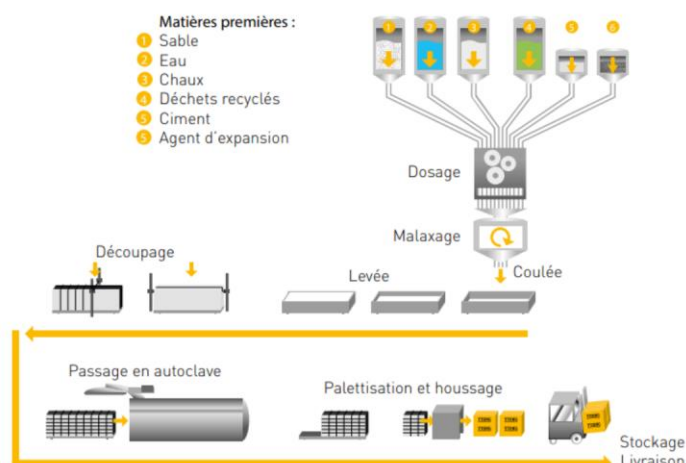 Matières premières :
1 Sable
2 Eau
3 Chaux
4 Déchets recyclés
5 Ciment
5 Agent d'expansion
1 2 3 4 5 6
Dosage
Malaxage
Coulée
Levée
Découpage
Passage en autoclave
Palettisation et houssage
Stockage
Livraison